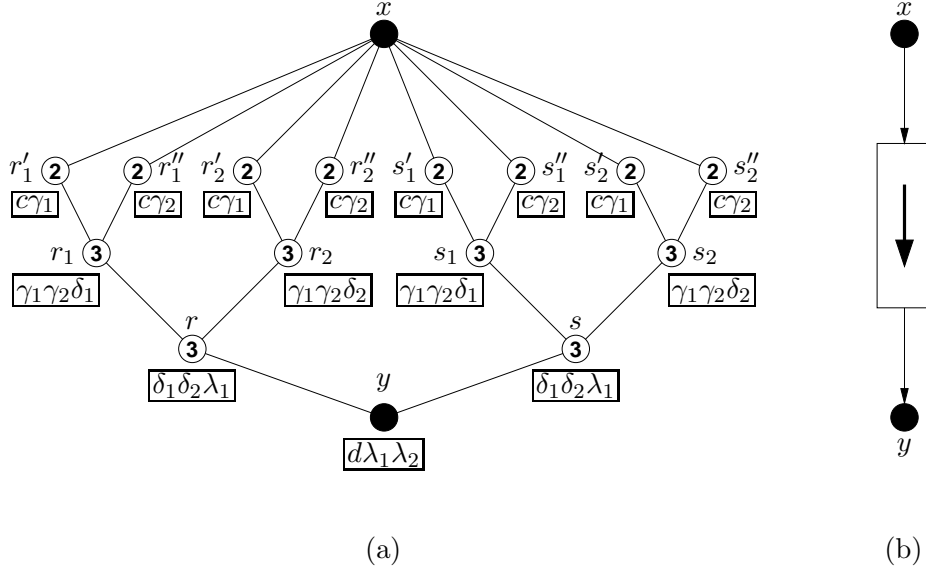 x x
r′₁ 2 2 r″₁ r′₂ 2 2 r″₂ s′₁ 2 2 s″₁ s′₂ 2 2 s″₂
cγ₁ cγ₂ cγ₁ cγ₂ cγ₁ cγ₂ cγ₁ cγ₂
r₁ 3 3 r₂ s₁ 3 3 s₂
γ₁γ₂δ₁ γ₁γ₂δ₂ γ₁γ₂δ₁ γ₁γ₂δ₂
r s
3 3
δ₁δ₂λ₁ y δ₁δ₂λ₁
dλ₁λ₂ y
(a) (b)